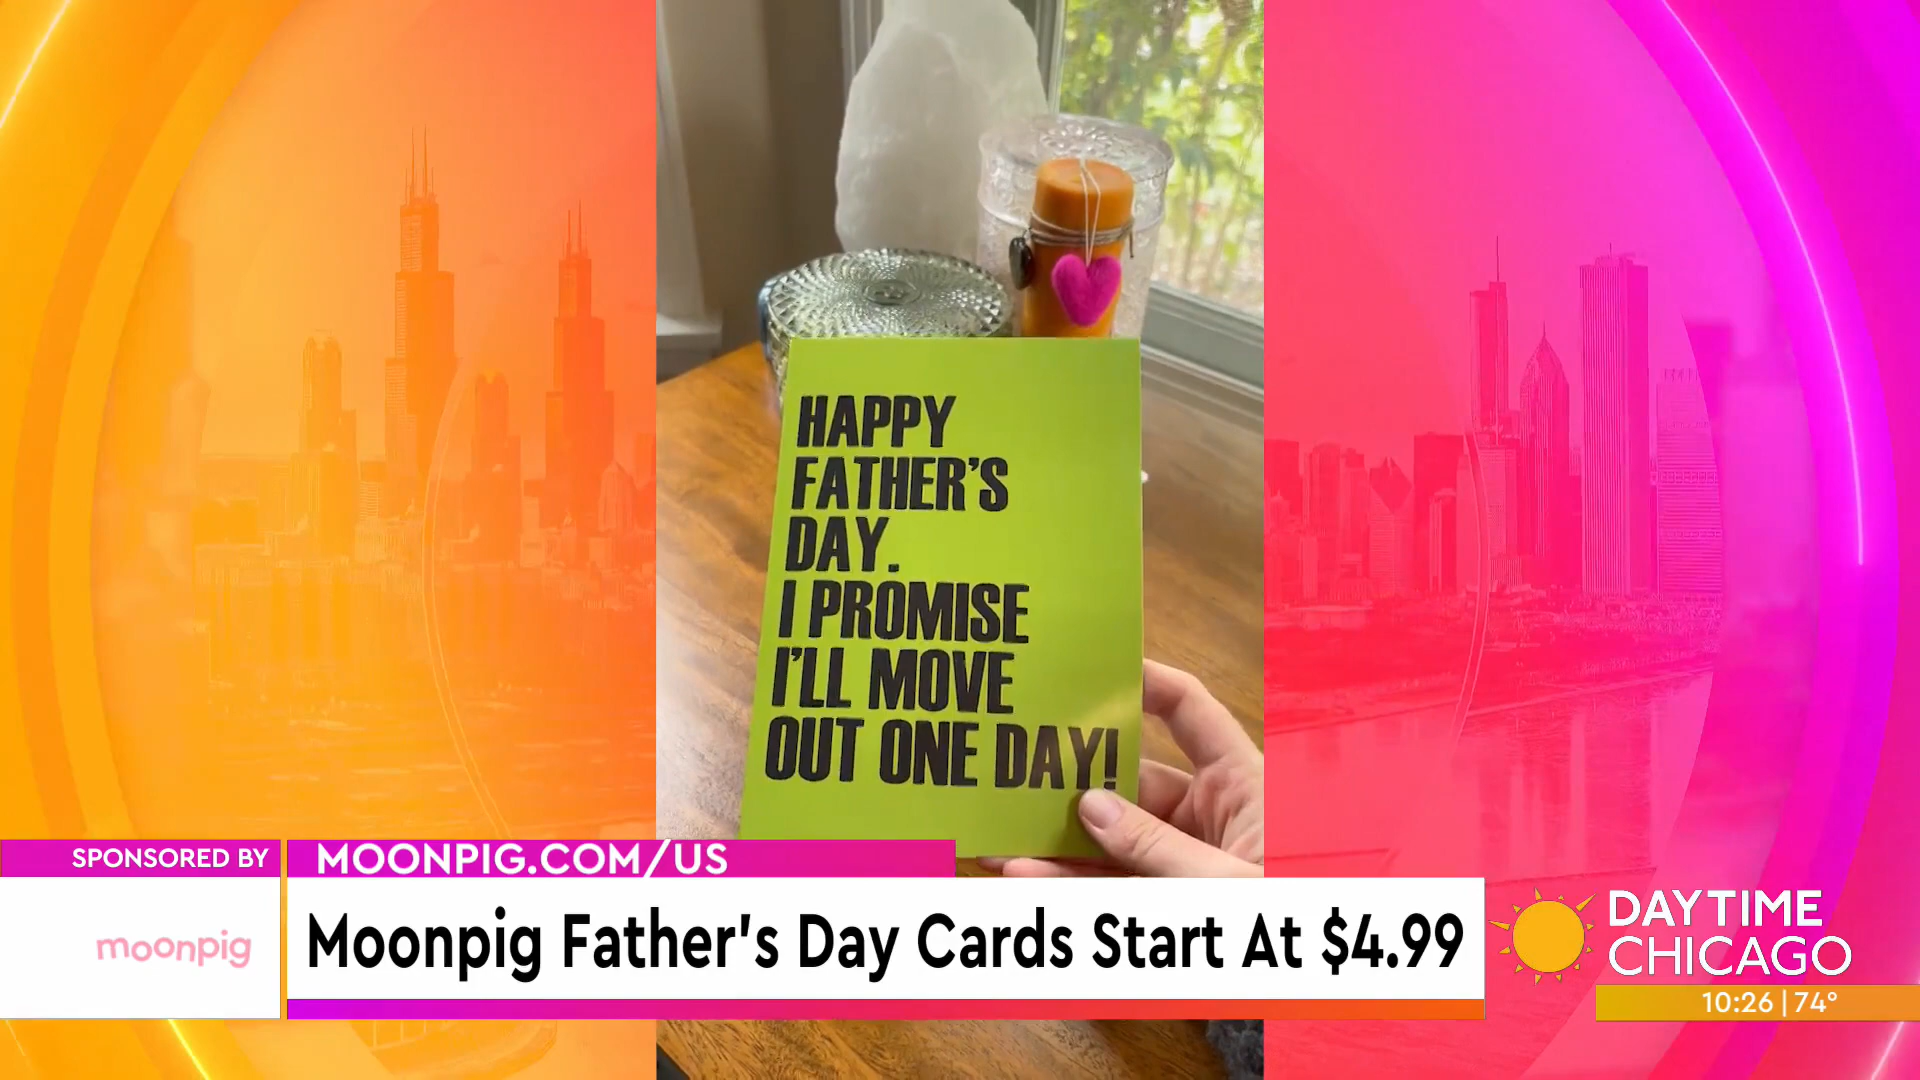 HAPPY
FATHER'S
DAY.
I PROMISE
I'LL MOVE
OUT ONE DAY!
SPONSORED BY
MOONPIG.COM/US
moonpig
Moonpig Father's Day Cards Start At $4.99
DAYTIME
CHICAGO
10:26 | 74°